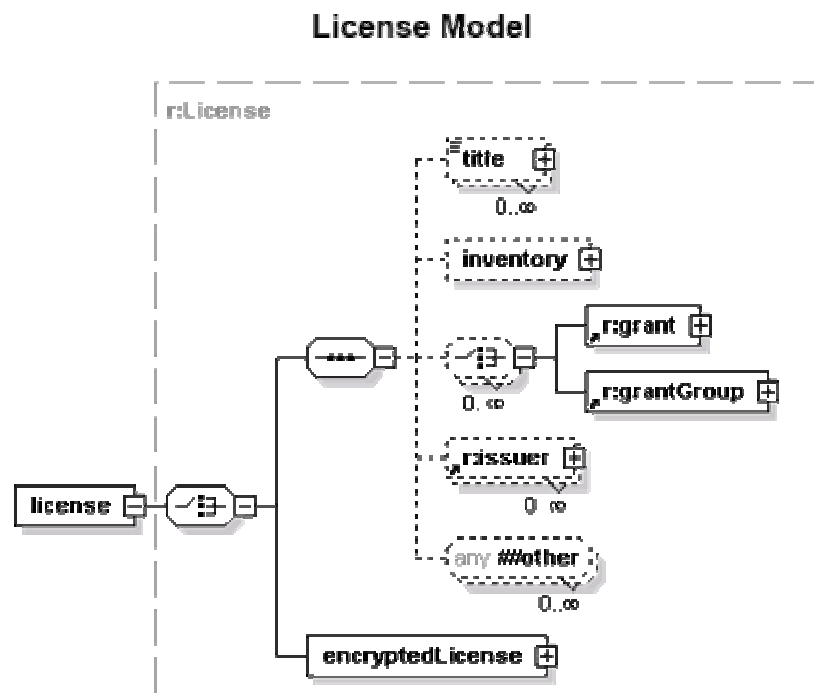 License Model
r:License
title
0..∞
inventory
r:grant
0..∞
r:grantGroup
r:issuer
0..∞
license
any ##other
0..∞
encryptedLicense